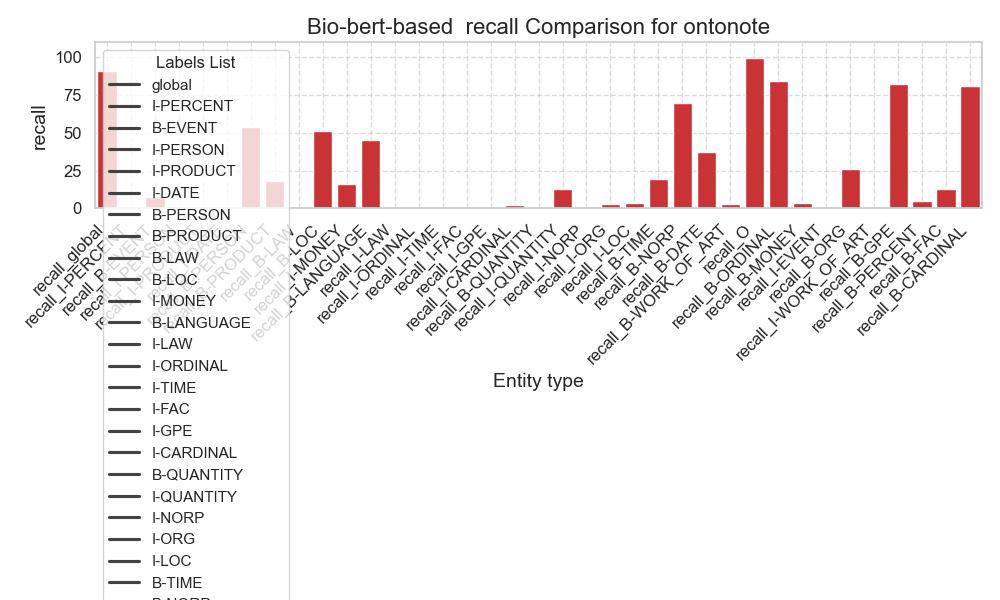 Bio-bert-based  recall Comparison for ontonote
recall
100
75
50
25
0
Labels List
global
I-PERCENT
B-EVENT
I-PERSON
I-PRODUCT
I-DATE
B-PERSON
B-PRODUCT
B-LAW
B-LOC
I-MONEY
B-LANGUAGE
I-LAW
I-ORDINAL
I-TIME
I-FAC
I-GPE
I-CARDINAL
B-QUANTITY
I-QUANTITY
I-NORP
I-ORG
I-LOC
B-TIME
B-NORP
recall_global
recall_I-PERCENT
recall_B-LAW
recall_B-LOC
recall_I-MONEY
recall_B-LANGUAGE
recall_I-LAW
recall_I-ORDINAL
recall_I-TIME
recall_I-FAC
recall_I-GPE
recall_I-CARDINAL
recall_B-QUANTITY
recall_I-QUANTITY
recall_I-NORP
recall_I-ORG
recall_I-LOC
recall_B-TIME
recall_B-NORP
recall_B-DATE
recall_B-WORK_OF_ART
recall_O
recall_B-ORDINAL
recall_B-MONEY
recall_I-EVENT
recall_B-ORG
recall_I-WORK_OF_ART
recall_B-GPE
recall_B-PERCENT
recall_B-FAC
recall_B-CARDINAL
Entity type